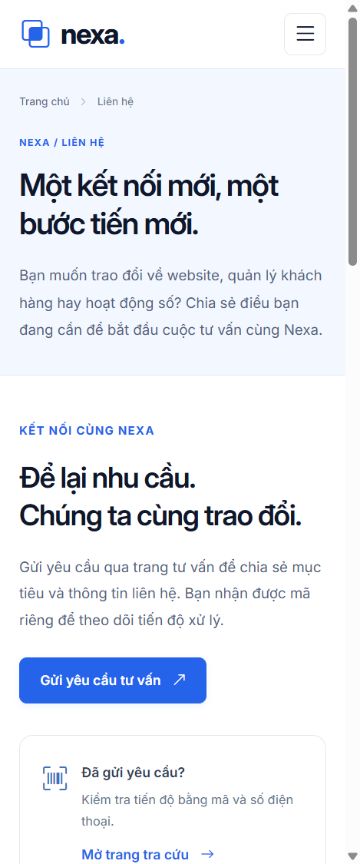 nexa.
Trang chủ > Liên hệ
NEXA / LIÊN HỆ
Một kết nối mới, một
bước tiến mới.
Bạn muốn trao đổi về website, quản lý khách
hàng hay hoạt động số? Chia sẻ điều bạn
đang cần để bắt đầu cuộc tư vấn cùng Nexa.
KẾT NỐI CÙNG NEXA
Để lại nhu cầu.
Chúng ta cùng trao đổi.
Gửi yêu cầu qua trang tư vấn để chia sẻ mục
tiêu và thông tin liên hệ. Bạn nhận được mã
riêng để theo dõi tiến độ xử lý.
Gửi yêu cầu tư vấn ↗
Đã gửi yêu cầu?
Kiểm tra tiến độ bằng mã và số điện
thoại.
Mở trang tra cứu →